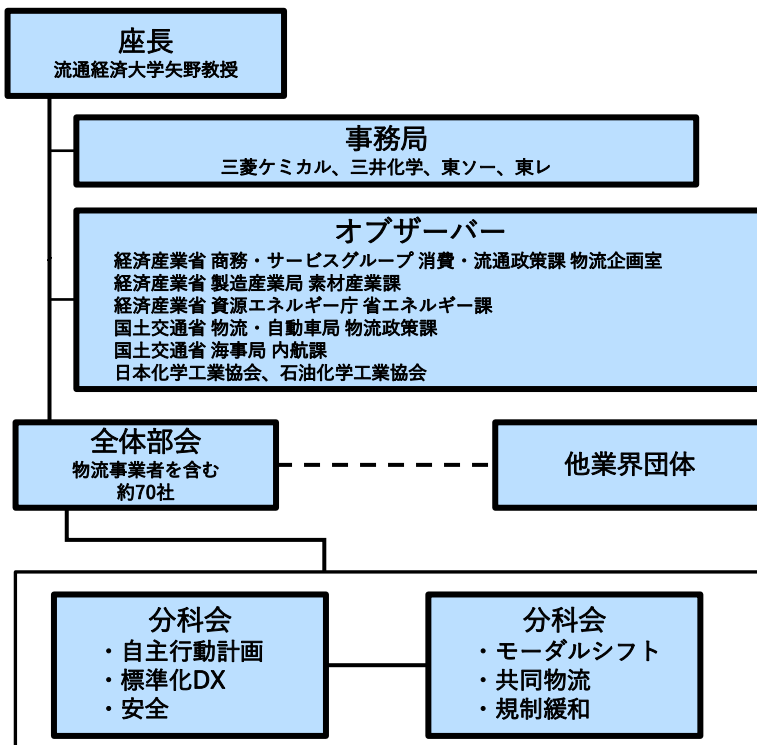 座長
流通経済大学矢野教授
事務局
三菱ケミカル、三井化学、東ソー、東レ
オブザーバー
経済産業省 商務・サービスグループ 消費・流通政策課 物流企画室
経済産業省 製造産業局 素材産業課
経済産業省 資源エネルギー庁 省エネルギー課
国土交通省 物流・自動車局 物流政策課
国土交通省 海事局 内航課
日本化学工業協会、石油化学工業協会
全体部会
物流事業者を含む
約70社
他業界団体
分科会
・自主行動計画
・標準化DX
・安全
分科会
・モーダルシフト
・共同物流
・規制緩和